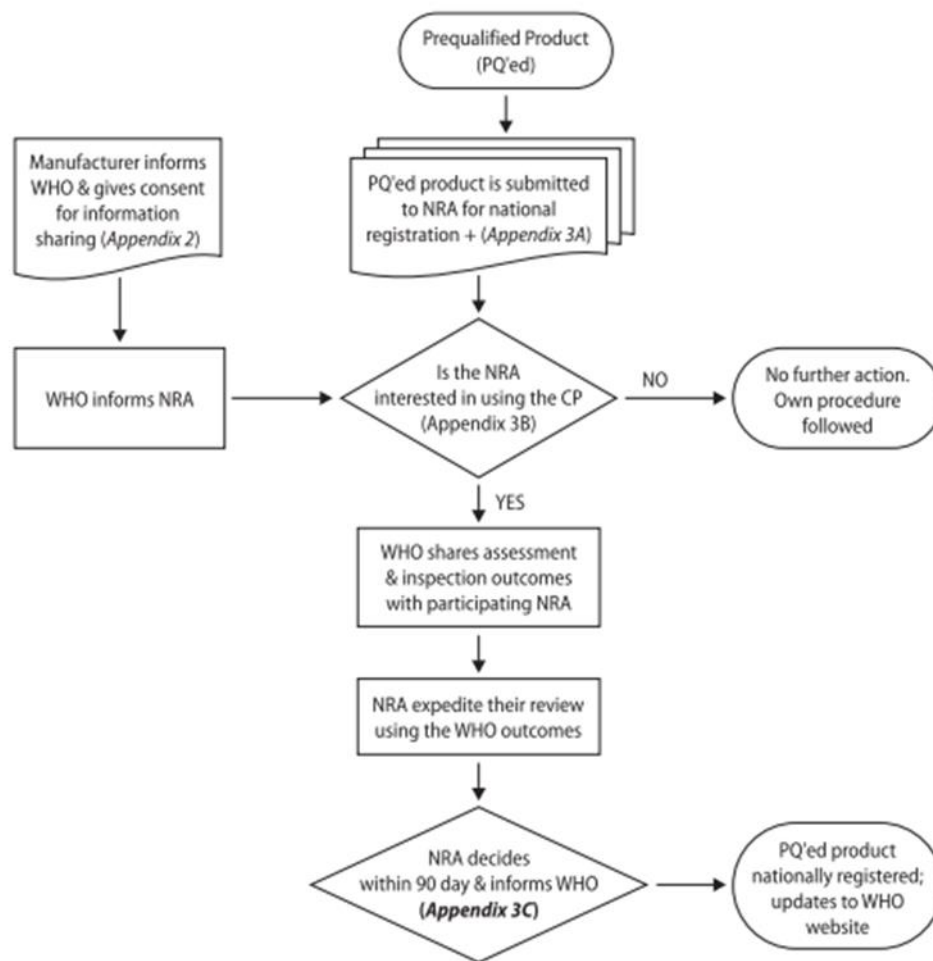 Prequalified Product
(PQ'ed)
Manufacturer informs
WHO & gives consent
for information
sharing (Appendix 2)
PQ'ed product is submitted
to NRA for national
registration + (Appendix 3A)
WHO informs NRA
Is the NRA
interested in using the CP
(Appendix 3B)
NO
No further action.
Own procedure
followed
YES
WHO shares assessment
& inspection outcomes
with participating NRA
NRA expedite their review
using the WHO outcomes
NRA decides
within 90 day & informs WHO
(Appendix 3C)
PQ'ed product
nationally registered;
updates to WHO
website